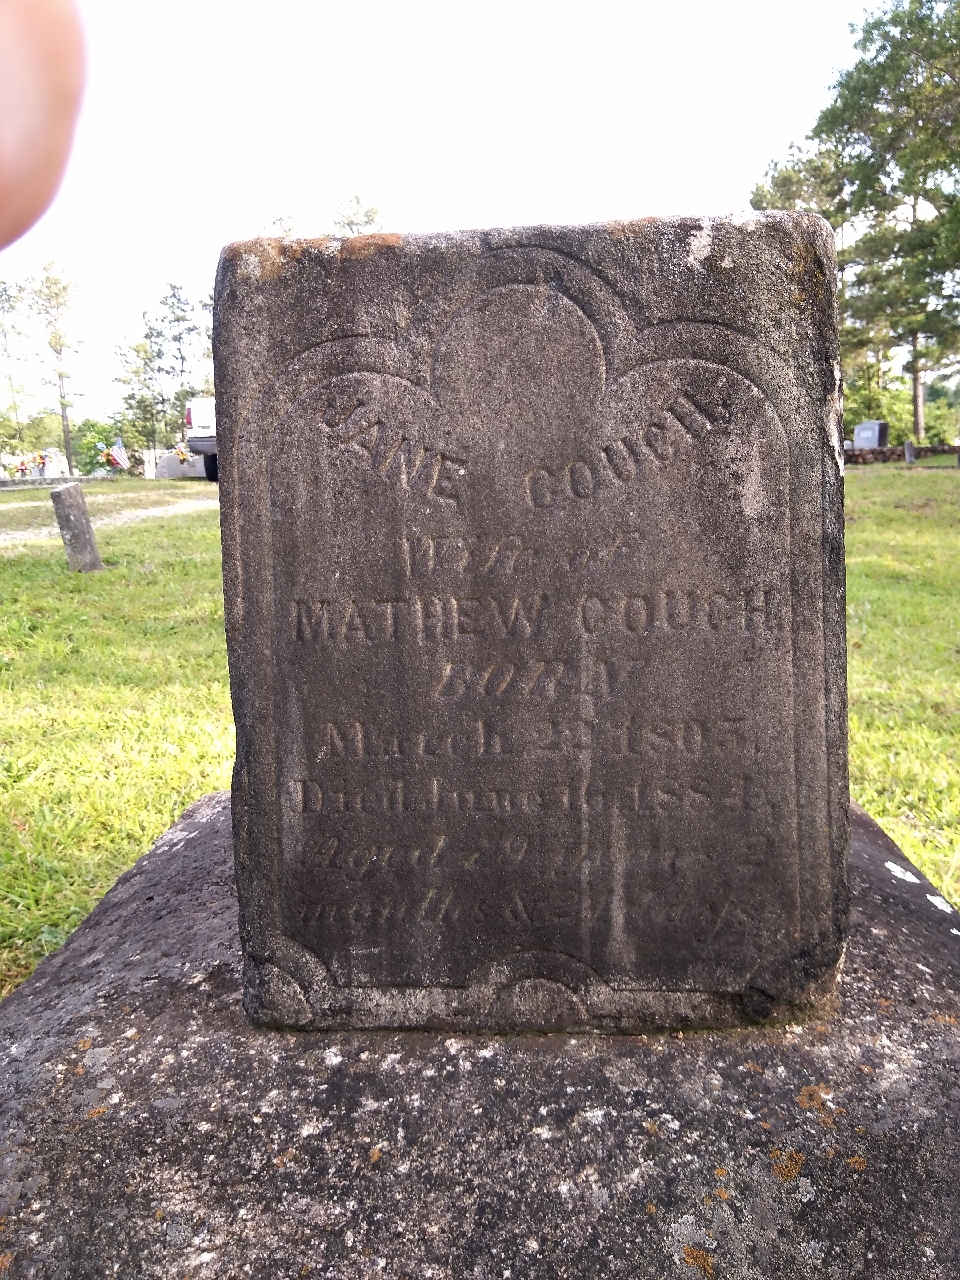 JANE COUCH.
Wife of
MATHEW COUCH.
BORN
March 22 1805.
Died June 16 1884.
Aged 79 years 2
months & 24 days.